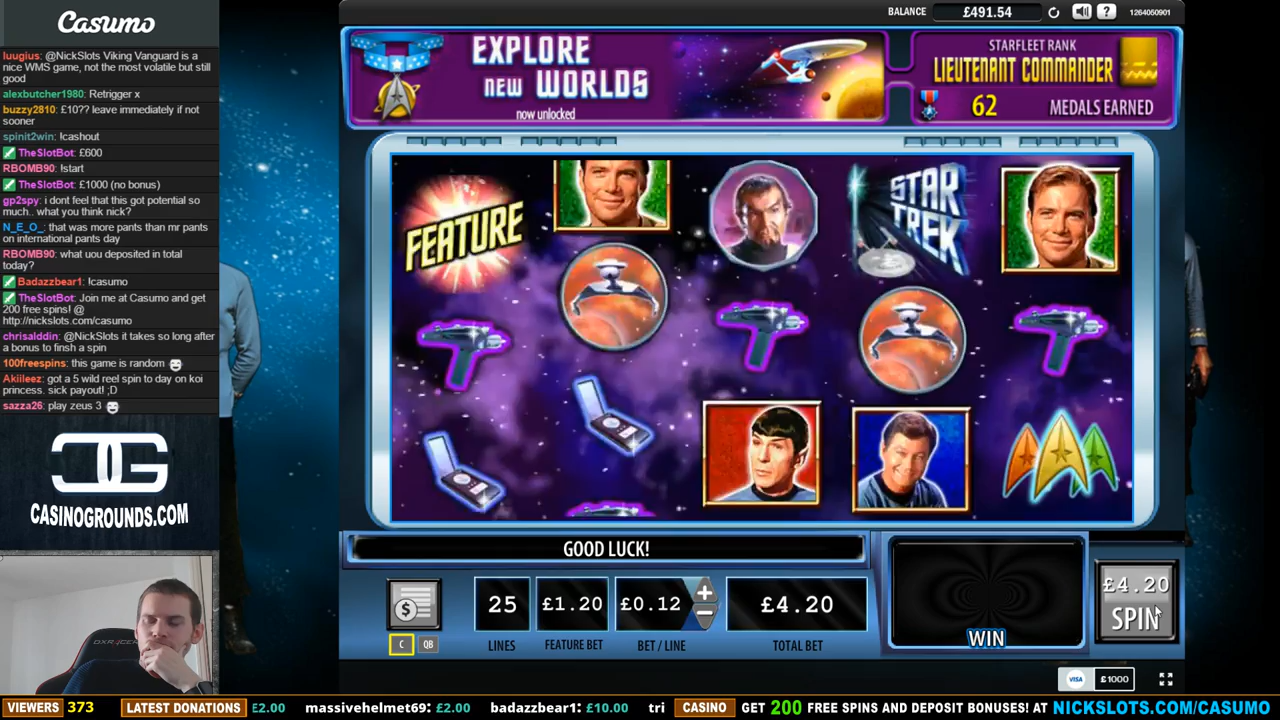 Casumo
luugius: @NickSlots Viking Vanguard is a
nice WMS game, not the most volatile but still
good
alexbutcher1980: Retrigger x
buzzy2810: £10?? leave immediately if not
sooner
spinit2win: !cashout
TheSlotBot: £600
RBOMB90: !start
TheSlotBot: £1000 (no bonus)
gp2spy: i dont feel that this got potential so
much.. what you think nick?
N_E_O_: that was more pants than mr pants
on international pants day
RBOMB90: what uou deposited in total
today?
Badazzbear1: !casumo
TheSlotBot: Join me at Casumo and get
200 free spins! @
http://nickslots.com/casumo
chrisalddin: @NickSlots it takes so long after
a bonus to finsh a spin
100freespins: this game is random
Akiileez: got a 5 wild reel spin to day on koi
princess. sick payout! ;D
sazza26: play zeus 3
CG
CASINOGROUNDS.COM
DXRACER
BALANCE £491.54 ? 1264050901
EXPLORE
NEW WORLDS
now unlocked
STARFLEET RANK
LIEUTENANT COMMANDER
62 MEDALS EARNED
FEATURE
STAR
TREK
GOOD LUCK!
$
C QB
25 £1.20 £0.12 + − £4.20
LINES FEATURE BET BET / LINE TOTAL BET
WIN
£4.20
SPIN
VISA £1000
VIEWERS 373 LATEST DONATIONS £2.00 massivehelmet69: £2.00 badazzbear1: £10.00 tri CASINO GET 200 FREE SPINS AND DEPOSIT BONUSES! AT NICKSLOTS.COM/CASUMO